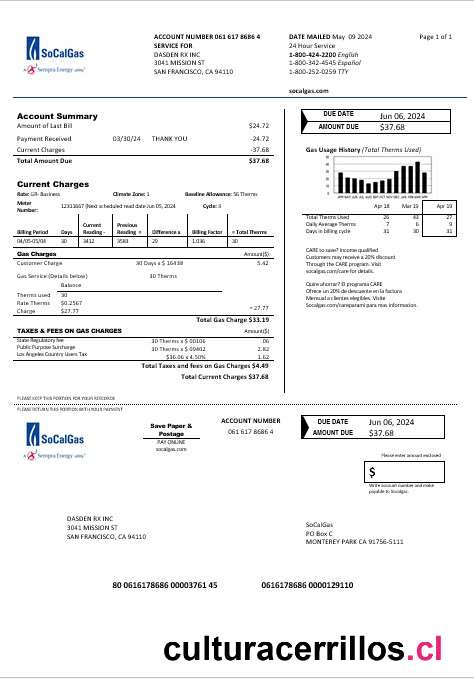 SoCalGas
A Sempra Energy utility
ACCOUNT NUMBER 061 617 8686 4
SERVICE FOR
DASDEN RX INC
3041 MISSION ST
SAN FRANCISCO, CA 94110
DATE MAILED May 09 2024
24 Hour Service
1-800-424-2200 English
1-800-342-4545 Español
1-800-252-0259 TTY
socalgas.com
Page 1 of 1
Account Summary
Amount of Last Bill $24.72
Payment Received 03/30/24 THANK YOU -24.72
Current Charges -37.68
Total Amount Due $37.68
DUE DATE Jun 06, 2024
AMOUNT DUE $37.68
Gas Usage History (Total Therms Used)
50
40
30
20
10
0
Apr 18 Mar 19 Apr 19
Total Therms Used 26 43 27
Daily Average Therms 7 6 9
Days in billing cycle 31 30 31
CARE to save? Income qualified
Customers may receive a 20% discount
Through the CARE program. Visit
socalgas.com/care for details.
Quire ahorrar? El programa CARE
Ofrece un 20% de descuento en la factura
Mensual a clientes elegibles. Visite
Socalgas.com/careparami para mas informacion.
Current Charges
Rate: GR- Business Climate Zone: 1 Baseline Allowance: 56 Therms
Meter Number: 12303667 (Next scheduled read date Jun 05, 2024 Cycle: 3
Billing Period Days Current Reading - Previous Reading = Difference x Billing Factor = Total Therms
04/05-05/04 30 3412 3583 29 1.036 30
Gas Charges Amount($)
Customer Charge 30 Days x $ 16438 5.42
Gas Service (Details below) 30 Therms
Balance
Therms used 30
Rate Therms $0.2567
Charge $27.77 = 27.77
Total Gas Charge $33.19
TAXES & FEES ON GAS CHARGES Amount($)
State Regulatory fee 30 Therms x $ 00106 06
Public Purpose Surcharge 30 Therms x $ 09402 2.82
Los Angeles Country Users Tax $36.06 x 4.50% 1.62
Total Taxes and fees on Gas Charges $4.49
Total Current Charges $37.68
PLEASE KEEP THIS PORTION FOR YOUR RECORDS
PLEASE RETURN THIS PORTION WITH YOUR PAYMENT
SoCalGas
A Sempra Energy utility
Save Paper &
Postage
PAY ONLINE
socalgas.com
ACCOUNT NUMBER
061 617 8686 4
DUE DATE Jun 06, 2024
AMOUNT DUE $37.68
Please enter amount enclosed
$
Write account number and make
payable to Socalgas.
DASDEN RX INC
3041 MISSION ST
SAN FRANCISCO, CA 94110
SoCalGas
PO Box C
MONTEREY PARK CA 91756-5111
80 0616178686 00003761 45 0616178686 0000129110
culturacerrillos.cl